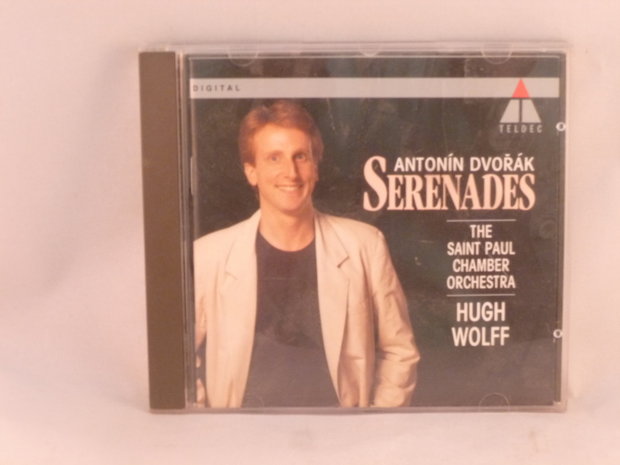 DIGITAL
TELDEC
ANTONÍN DVOŘÁK
SERENADES
THE
SAINT PAUL
CHAMBER
ORCHESTRA
HUGH
WOLFF